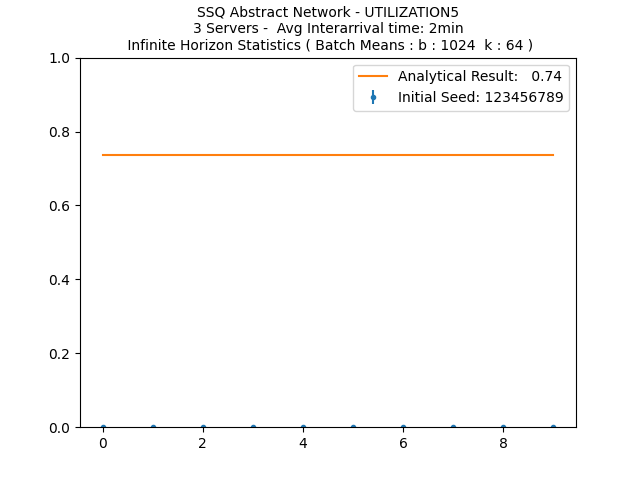 SSQ Abstract Network - UTILIZATION5
3 Servers -  Avg Interarrival time: 2min
Infinite Horizon Statistics ( Batch Means : b : 1024  k : 64 )
Analytical Result:   0.74
Initial Seed: 123456789
1.0
0.8
0.6
0.4
0.2
0.0
0 2 4 6 8